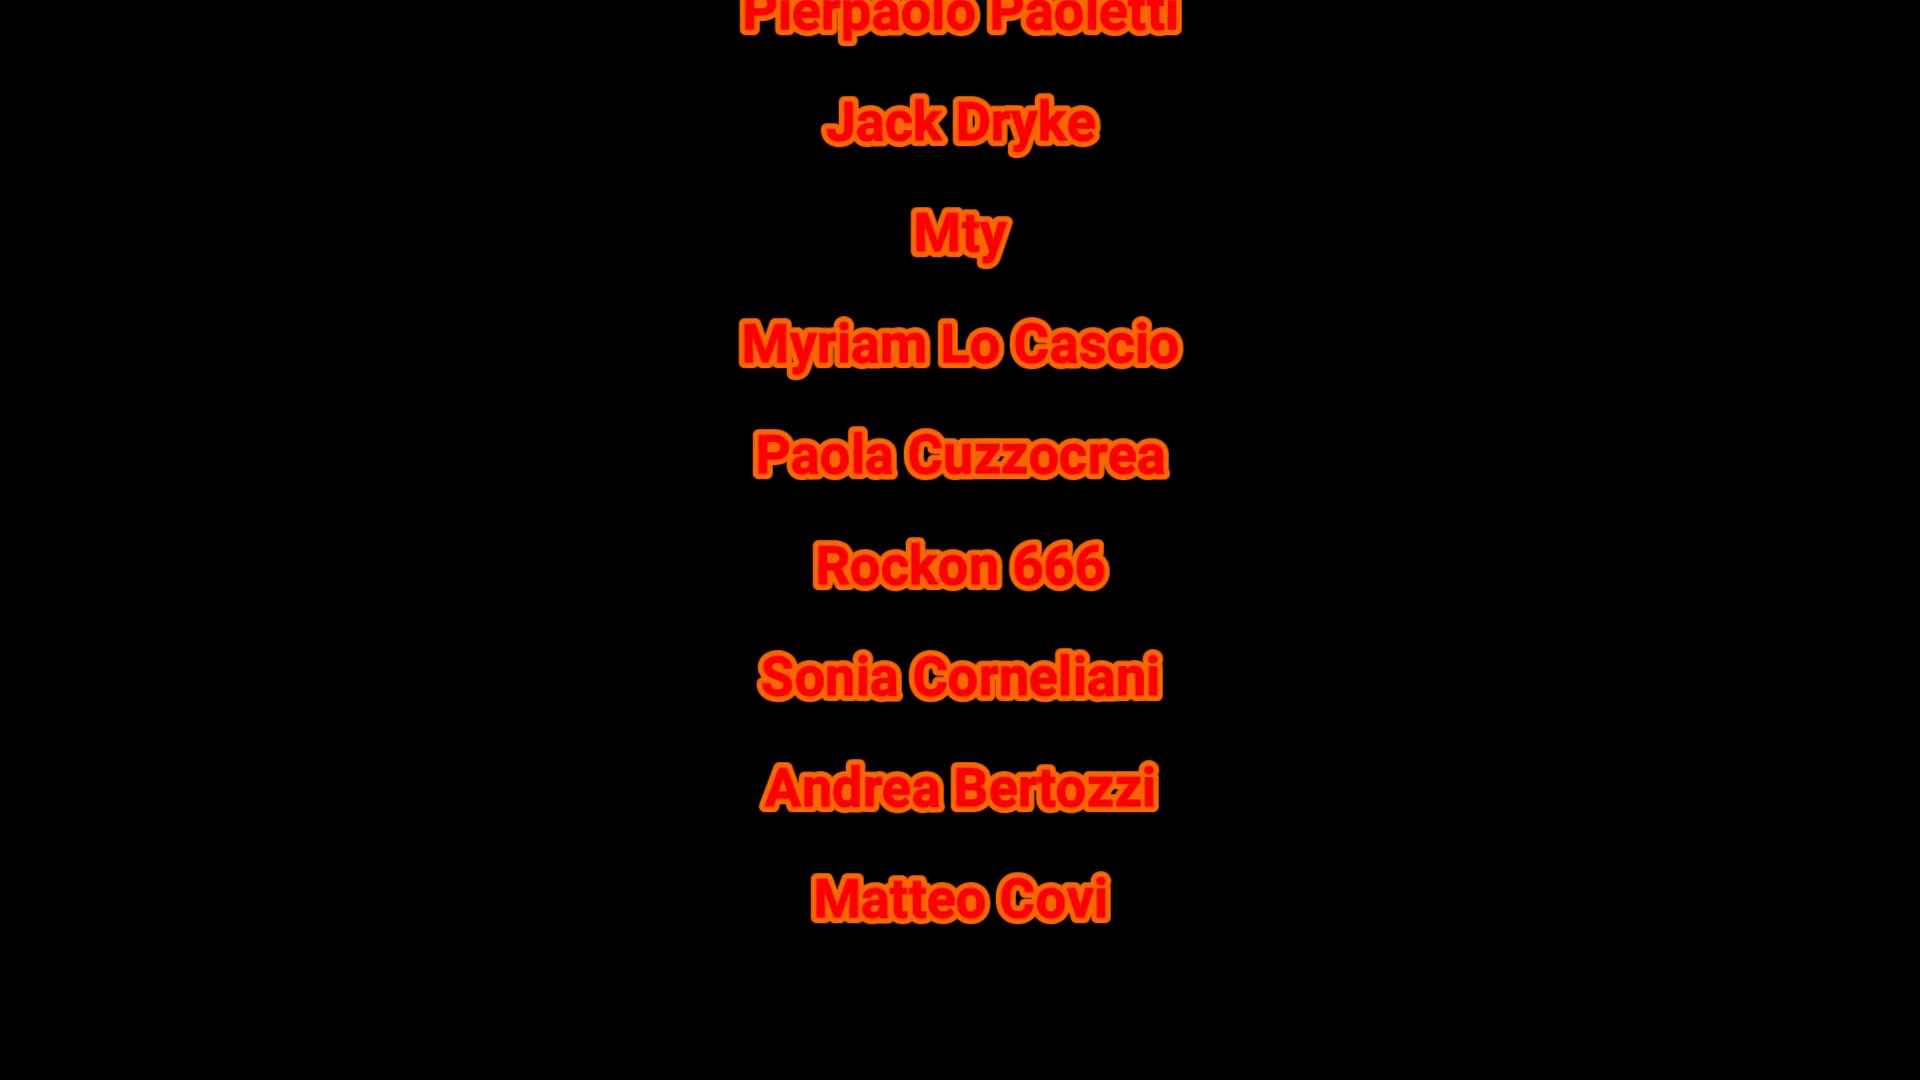 Pierpaolo Paoletti
Jack Dryke
Mty
Myriam Lo Cascio
Paola Cuzzocrea
Rockon 666
Sonia Corneliani
Andrea Bertozzi
Matteo Covi